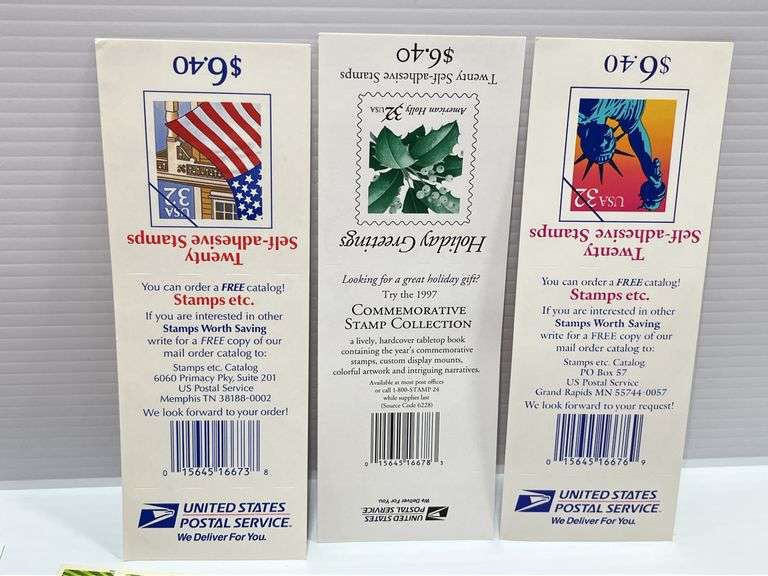 $6.40
USA 32
Twenty
Self-adhesive Stamps
You can order a FREE catalog!
Stamps etc.
If you are interested in other
Stamps Worth Saving
write for a FREE copy of our
mail order catalog to:
Stamps etc. Catalog
6060 Primacy Pky, Suite 201
US Postal Service
Memphis TN 38188-0002
We look forward to your order!
0 15645 16673 8
UNITED STATES
POSTAL SERVICE.
We Deliver For You.
Twenty Self-adhesive Stamps
$6.40
American Holly 32 USA
Holiday Greetings
Looking for a great holiday gift?
Try the 1997
COMMEMORATIVE
STAMP COLLECTION
a lively, hardcover tabletop book
containing the year's commemorative
stamps, custom display mounts,
colorful artwork and intriguing narratives.
Available at most post offices
or call 1-800-STAMP 24
while supplies last
(Source Code 6228)
0 15645 16678 3
UNITED STATES
POSTAL SERVICE.
We Deliver For You.
$6.40
USA 32
Twenty
Self-adhesive Stamps
You can order a FREE catalog!
Stamps etc.
If you are interested in other
Stamps Worth Saving
write for a FREE copy of our
mail order catalog to:
Stamps etc. Catalog
PO Box 57
US Postal Service
Grand Rapids MN 55744-0057
We look forward to your request!
0 15645 16676 9
UNITED STATES
POSTAL SERVICE.
We Deliver For You.